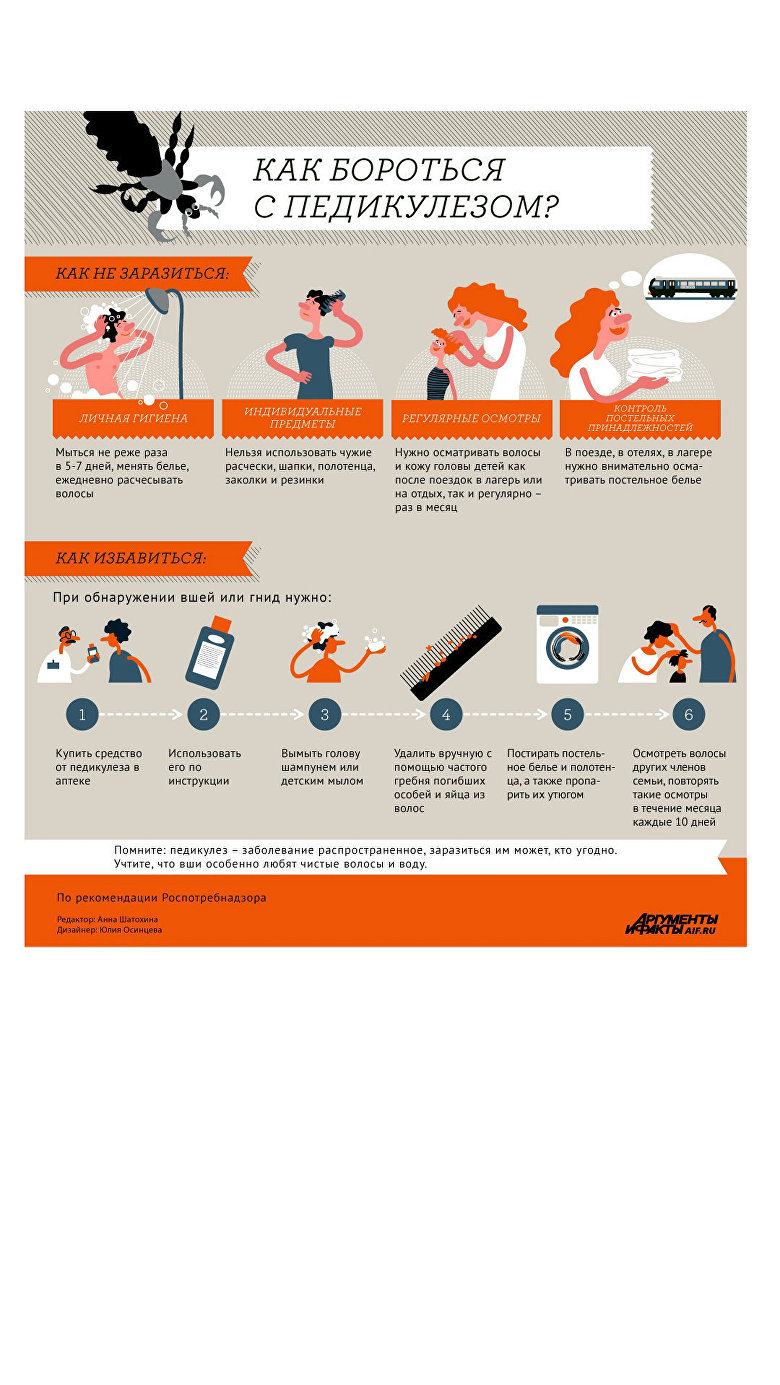 КАК БОРОТЬСЯ
С ПЕДИКУЛЕЗОМ?
КАК НЕ ЗАРАЗИТЬСЯ:
ЛИЧНАЯ ГИГИЕНА
Мыться не реже раза
в 5-7 дней, менять белье,
ежедневно расчесывать
волосы
ИНДИВИДУАЛЬНЫЕ
ПРЕДМЕТЫ
Нельзя использовать чужие
расчески, шапки, полотенца,
заколки и резинки
РЕГУЛЯРНЫЕ ОСМОТРЫ
Нужно осматривать волосы
и кожу головы детей как
после поездок в лагерь или
на отдых, так и регулярно –
раз в месяц
КОНТРОЛЬ
ПОСТЕЛЬНЫХ
ПРИНАДЛЕЖНОСТЕЙ
В поезде, в отелях, в лагере
нужно внимательно осма-
тривать постельное белье
КАК ИЗБАВИТЬСЯ:
При обнаружении вшей или гнид нужно:
1
Купить средство
от педикулеза в
аптеке
2
Использовать
его по
инструкции
3
Вымыть голову
шампунем или
детским мылом
4
Удалить вручную с
помощью частого
гребня погибших
особей и яйца из
волос
5
Постирать постель-
ное белье и полотен-
ца, а также пропа-
рить их утюгом
6
Осмотреть волосы
других членов
семьи, повторять
такие осмотры
в течение месяца
каждые 10 дней
Помните: педикулез – заболевание распространенное, заразиться им может, кто угодно.
Учтите, что вши особенно любят чистые волосы и воду.
По рекомендации Роспотребнадзора
Редактор: Анна Шатохина
Дизайнер: Юлия Осинцева
АРГУМЕНТЫ
И ФАКТЫ AIF.RU